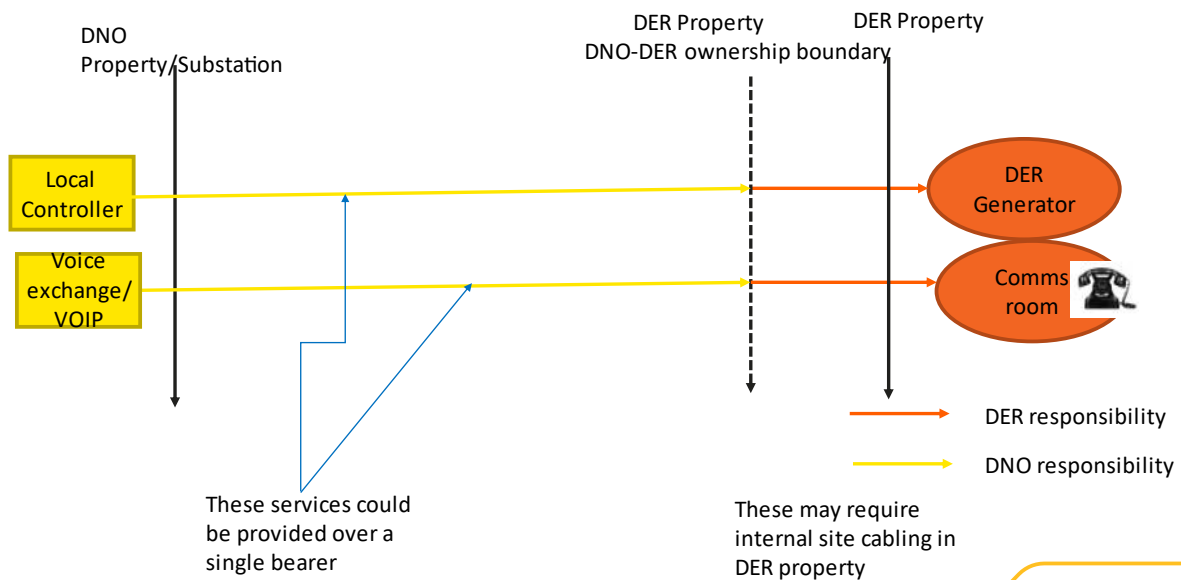 DNO
Property/Substation
DER Property
DNO-DER ownership boundary
DER Property
Local
Controller
DER
Generator
Voice
exchange/
VOIP
Comms
room
DER responsibility
DNO responsibility
These services could
be provided over a
single bearer
These may require
internal site cabling in
DER property